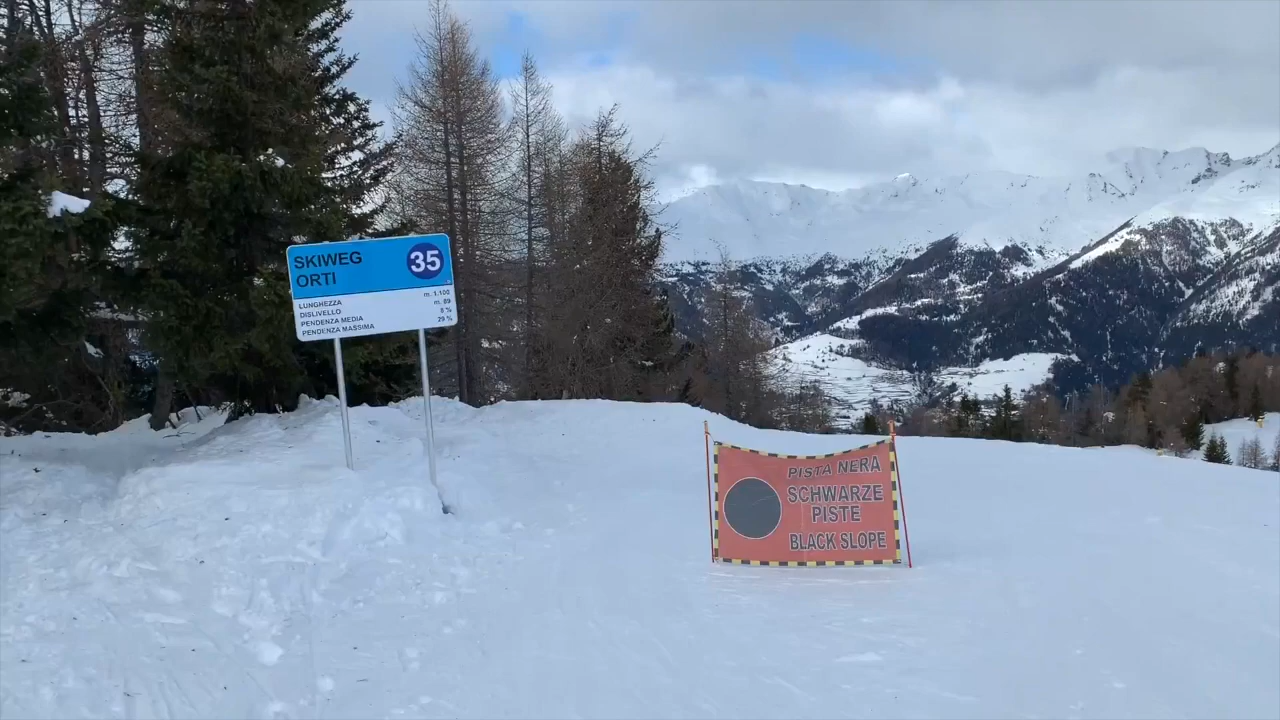 SKIWEG
ORTI
35
LUNGHEZZA m. 1.100
DISLIVELLO m. 89
PENDENZA MEDIA 8 %
PENDENZA MASSIMA 29 %
PISTA NERA
SCHWARZE
PISTE
BLACK SLOPE